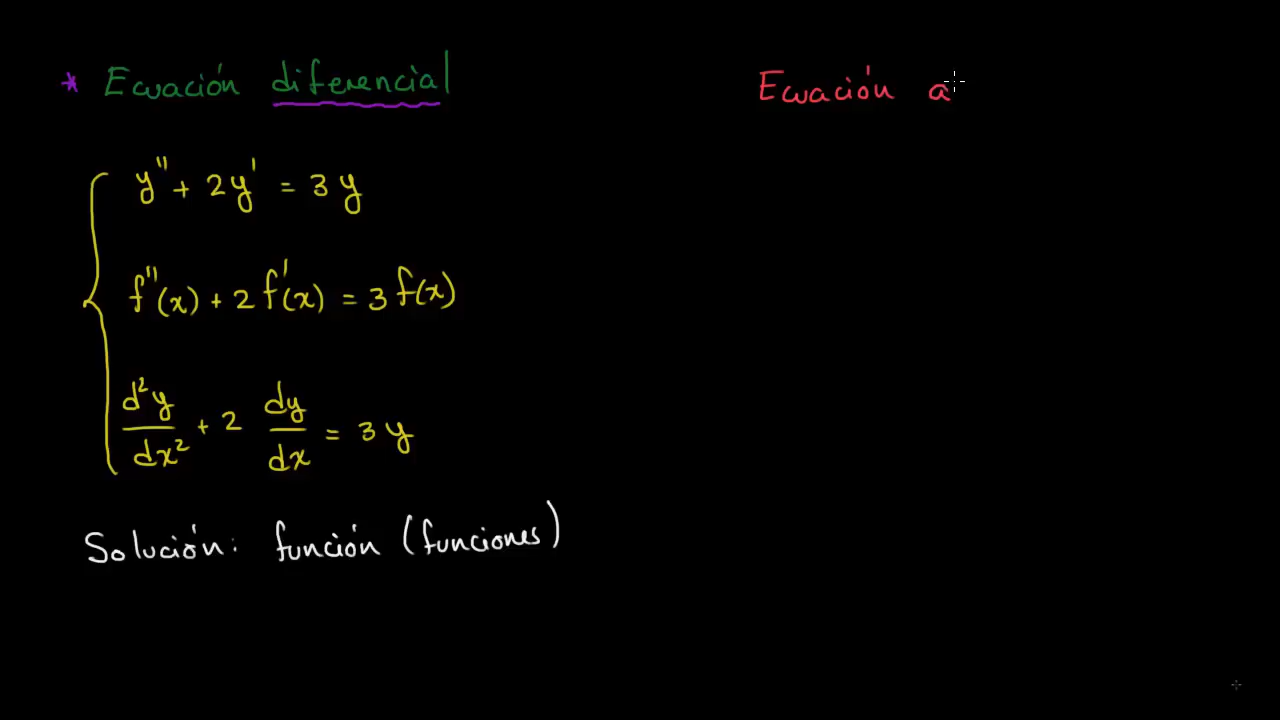 * Ecuación diferencial
Ecuación a
y'' + 2y' = 3y
f''(x) + 2f'(x) = 3f(x)
d²y/dx² + 2 dy/dx = 3y
Solución: función (funciones)